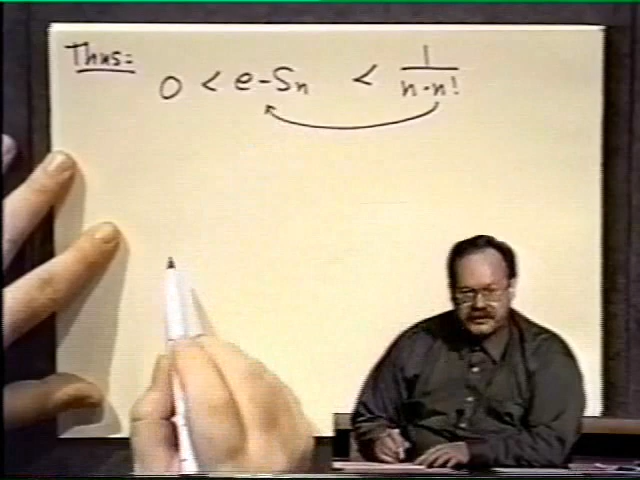 Thus:
0 < e - Sn < 1/(n·n!)